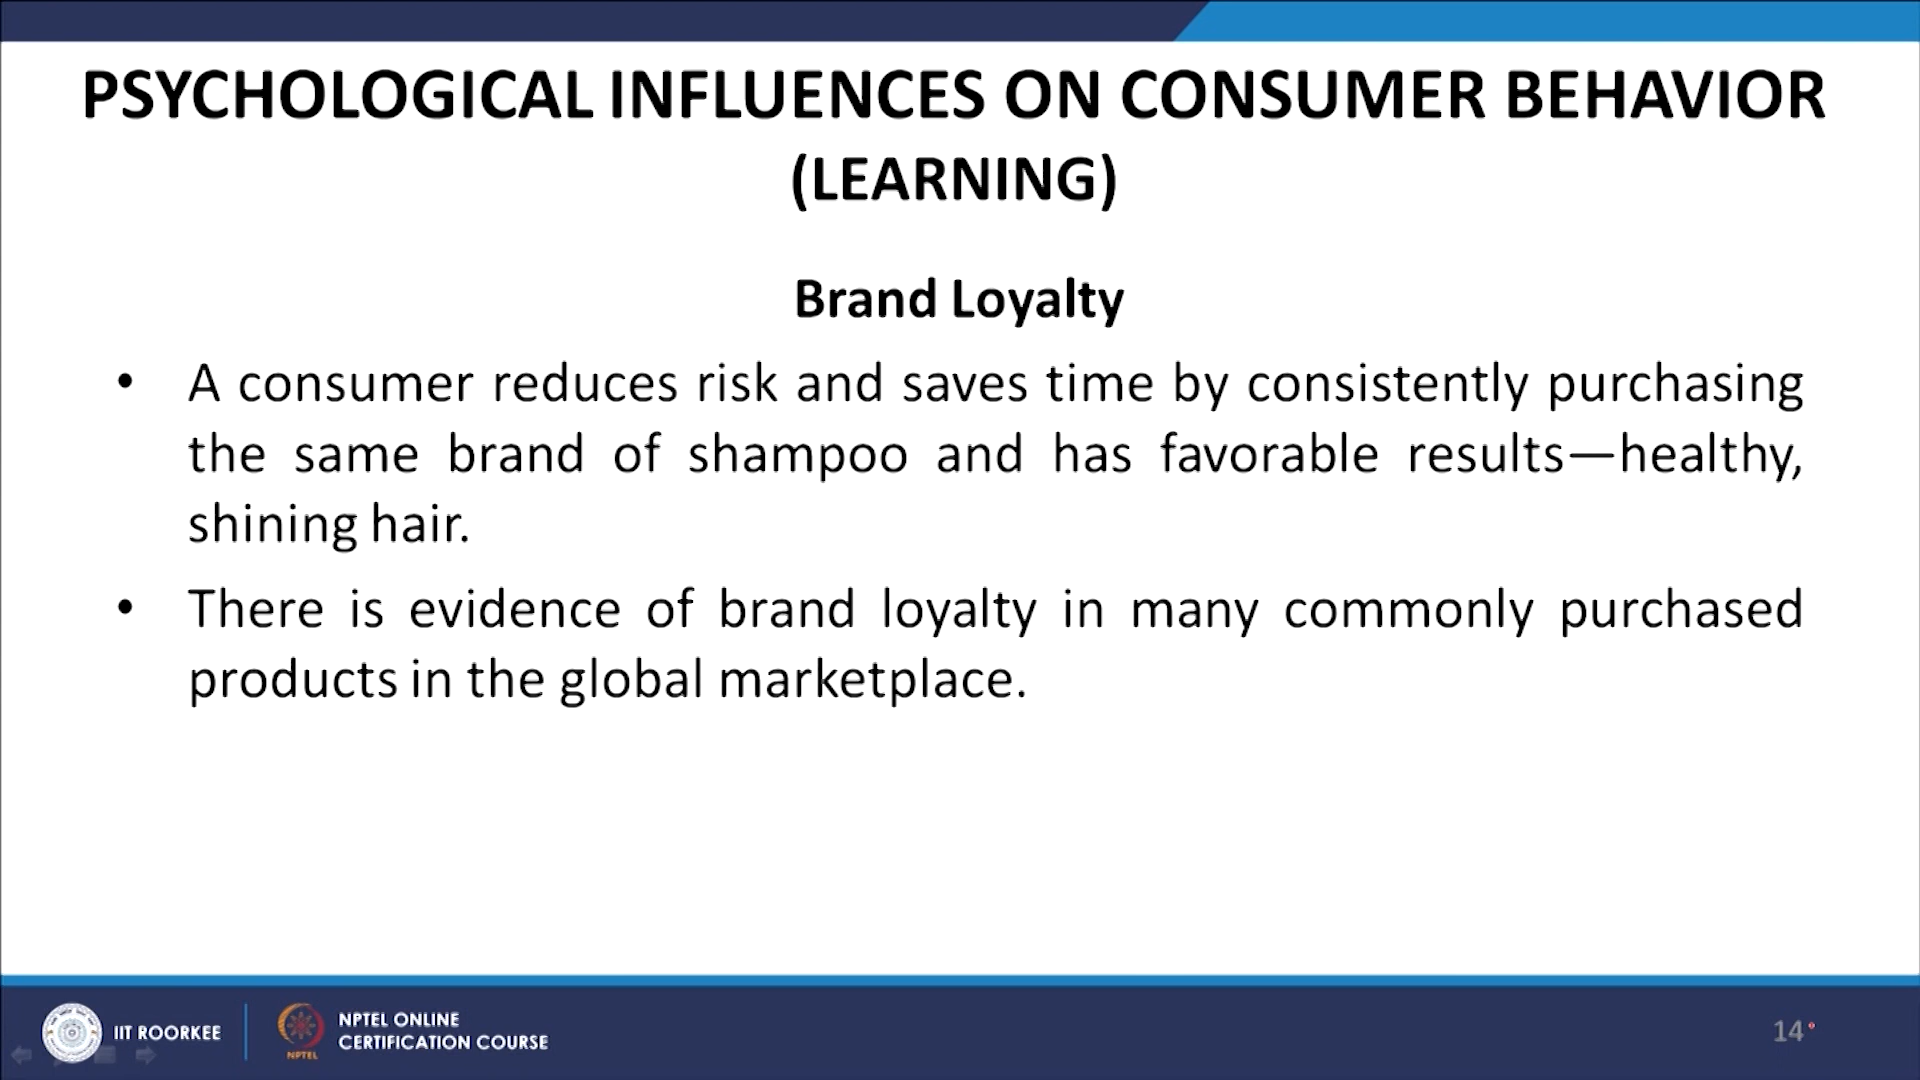 PSYCHOLOGICAL INFLUENCES ON CONSUMER BEHAVIOR
(LEARNING)
Brand Loyalty
• A consumer reduces risk and saves time by consistently purchasing
the same brand of shampoo and has favorable results—healthy,
shining hair.
• There is evidence of brand loyalty in many commonly purchased
products in the global marketplace.
IIT ROORKEE
NPTEL
NPTEL ONLINE
CERTIFICATION COURSE
14